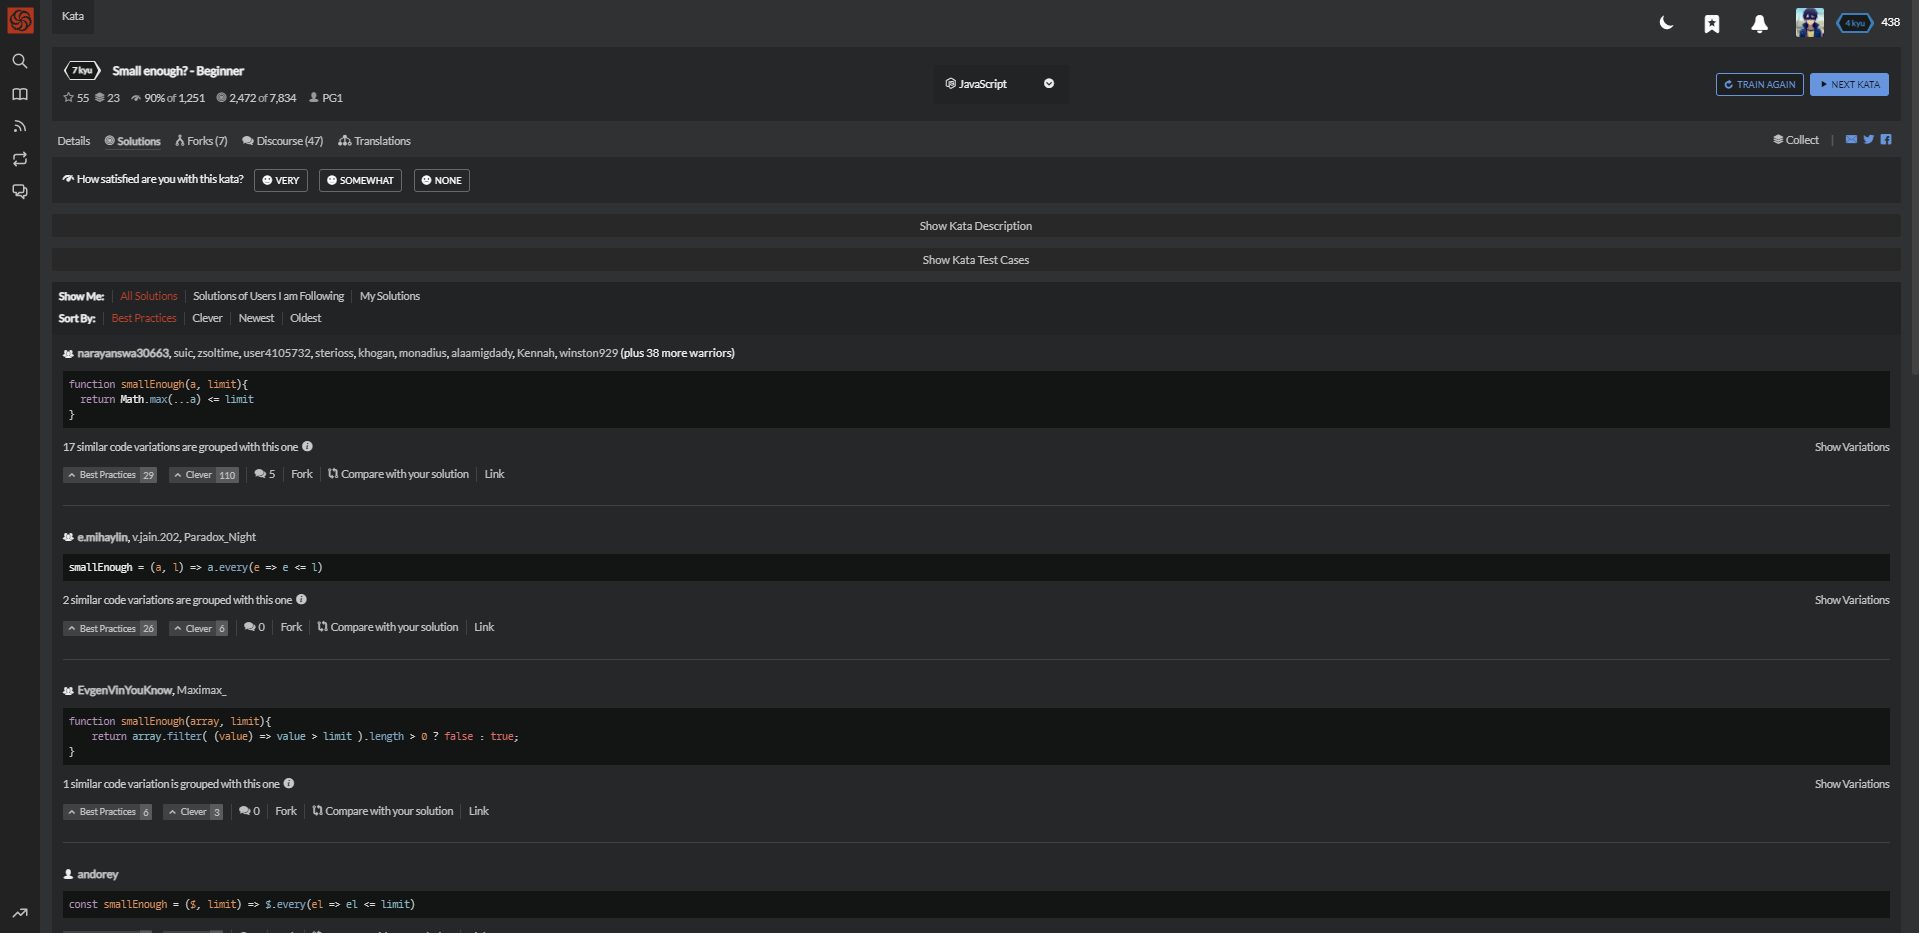 Kata
4 kyu 438
7 kyu Small enough? - Beginner
55 23 90% of 1,251 2,472 of 7,834 PG1
JavaScript
TRAIN AGAIN NEXT KATA
Details Solutions Forks (7) Discourse (47) Translations
Collect
How satisfied are you with this kata? VERY SOMEWHAT NONE
Show Kata Description
Show Kata Test Cases
Show Me: All Solutions Solutions of Users I am Following My Solutions
Sort By: Best Practices Clever Newest Oldest
narayanswa30663, suic, zsoltime, user4105732, sterioss, khogan, monadius, alaamigdady, Kennah, winston929 (plus 38 more warriors)
function smallEnough(a, limit){
  return Math.max(...a) <= limit
}
17 similar code variations are grouped with this one
Show Variations
Best Practices 29 Clever 110 5 Fork Compare with your solution Link
e.mihaylin, v.jain.202, Paradox_Night
smallEnough = (a, l) => a.every(e => e <= l)
2 similar code variations are grouped with this one
Show Variations
Best Practices 26 Clever 6 0 Fork Compare with your solution Link
EvgenVinYouKnow, Maximax_
function smallEnough(array, limit){
    return array.filter( (value) => value > limit ).length > 0 ? false : true;
}
1 similar code variation is grouped with this one
Show Variations
Best Practices 6 Clever 3 0 Fork Compare with your solution Link
andorey
const smallEnough = ($, limit) => $.every(el => el <= limit)